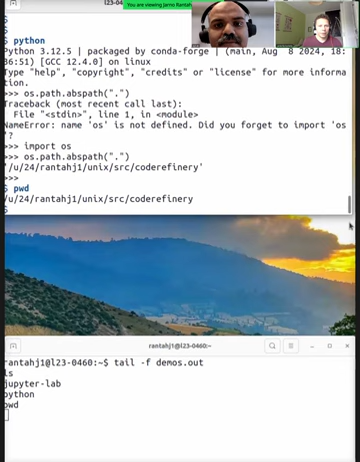 l23-04
You are viewing Jarno Rantah
$
$
$ python
Python 3.12.5 | packaged by conda-forge | (main, Aug  8 2024, 18:
36:51) [GCC 12.4.0] on linux
Type "help", "copyright", "credits" or "license" for more informa
tion.
>>> os.path.abspath(".")
Traceback (most recent call last):
  File "<stdin>", line 1, in <module>
NameError: name 'os' is not defined. Did you forget to import 'os
'?
>>> import os
>>> os.path.abspath(".")
'/u/24/rantahj1/unix/src/coderefinery'
>>>
$ pwd
/u/24/rantahj1/unix/src/coderefinery
$
rantahj1@l23-0460:~
rantahj1@l23-0460:~$ tail -f demos.out
ls
jupyter-lab
python
pwd